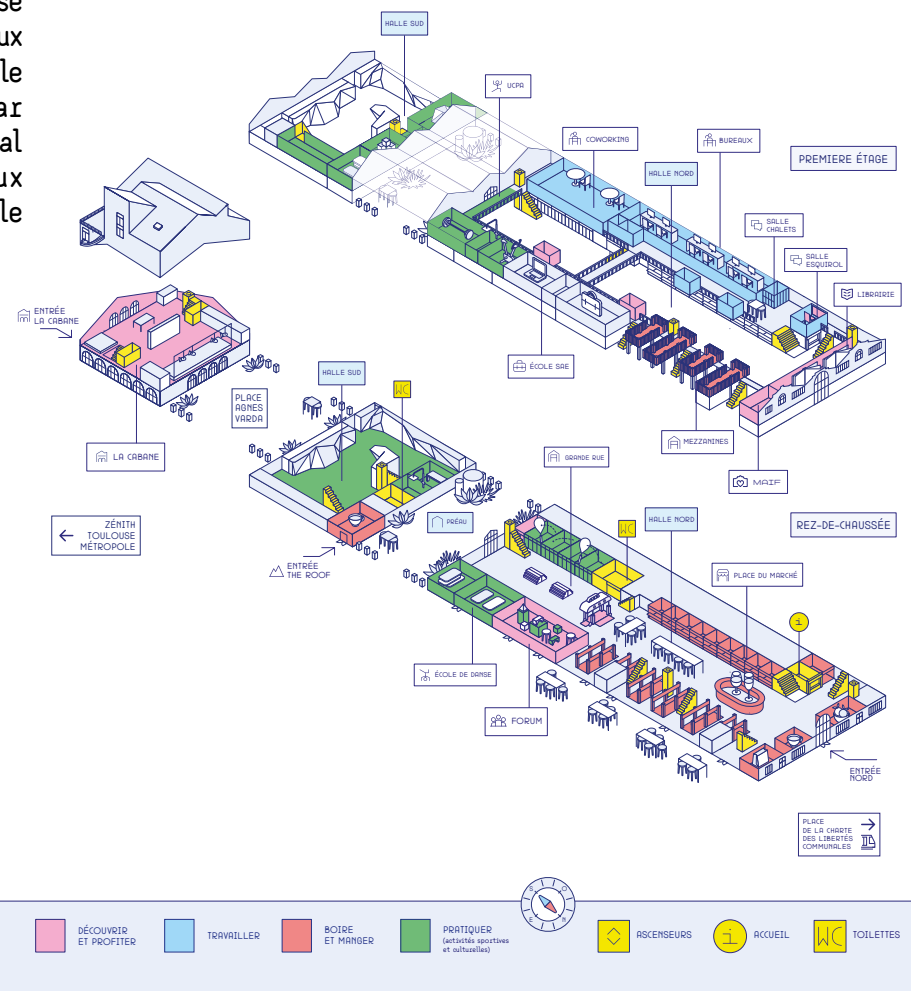 se
ux
le
ar
al
ux
le
HALLE SUD
UCPA
COWORKING
BUREAUX
PREMIERE ÉTAGE
HALLE NORD
SALLE
CHALETS
SALLE
ESQUIROL
LIBRAIRIE
ENTRÉE
LA CABANE
ÉCOLE SAE
HALLE SUD
WC
PLACE
AGNES
VARDA
MEZZANINES
LA CABANE
GRANDE RUE
MAIF
ZÉNITH
TOULOUSE
MÉTROPOLE
PRÉAU
WC
HALLE NORD
REZ-DE-CHAUSSÉE
ENTRÉE
THE ROOF
PLACE DU MARCHÉ
i
ÉCOLE DE DANSE
FORUM
ENTRÉE
NORD
PLACE
DE LA CHARTE
DES LIBERTÉS
COMMUNALES
S O
E N
DÉCOUVRIR
ET PROFITER
TRAVAILLER
BOIRE
ET MANGER
PRATIQUER
(activités sportives
et culturelles)
ASCENSEURS
i
ACCUEIL
WC
TOILETTES